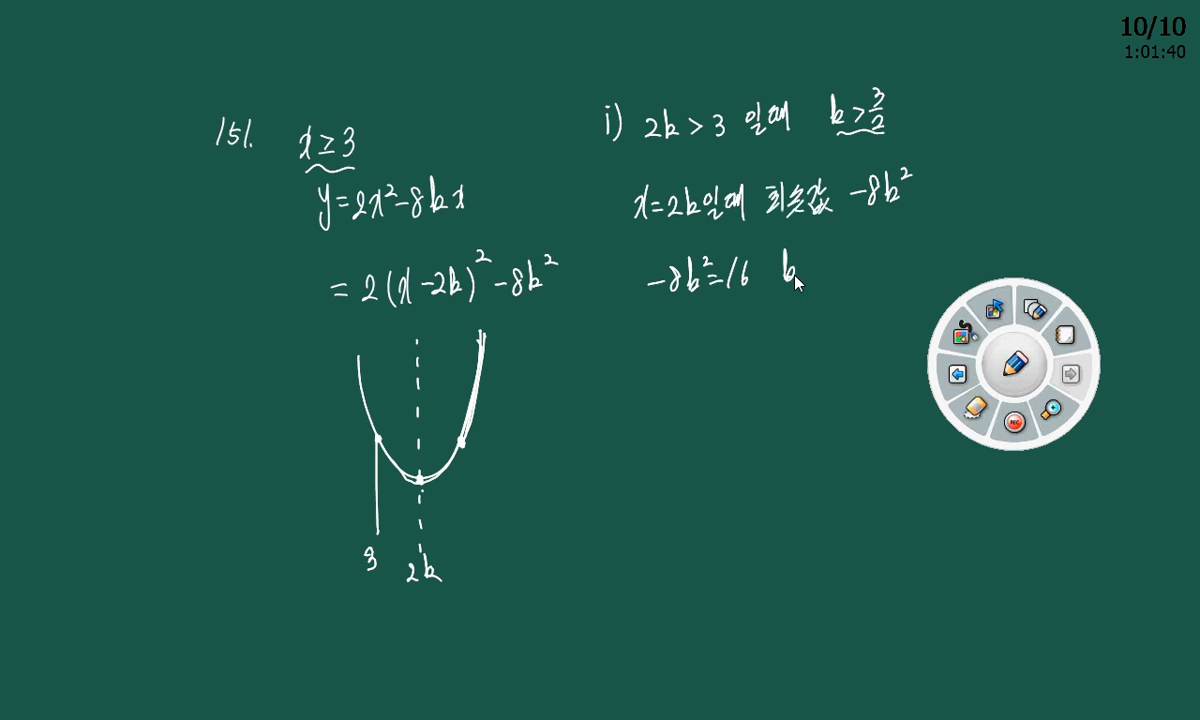 10/10
1:01:40
151. x ≥ 3
y = 2x² - 8kx
= 2(x - 2k)² - 8k²
3
2k
i) 2k > 3 일때 k > 3/2
x = 2k일때 최솟값 -8k²
-8k² = 16 k
REC